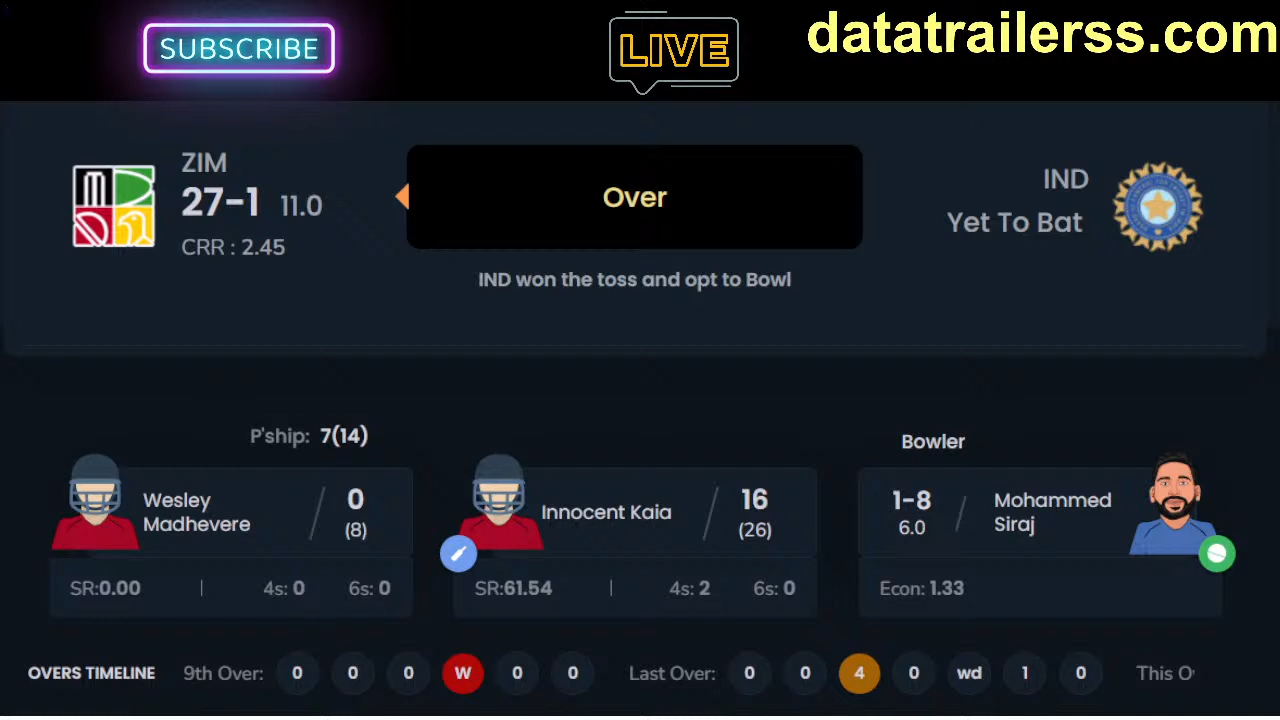 SUBSCRIBE
LIVE
datatrailerss.com
ZIM
27-1 11.0
CRR : 2.45
Over
IND won the toss and opt to Bowl
IND
Yet To Bat
P'ship: 7(14)
Wesley
Madhevere
0
(8)
SR:0.00 | 4s: 0 6s: 0
Innocent Kaia
16
(26)
SR:61.54 | 4s: 2 6s: 0
Bowler
1-8
6.0
Mohammed
Siraj
Econ: 1.33
OVERS TIMELINE 9th Over: 0 0 0 W 0 0 Last Over: 0 0 4 0 wd 1 0 This